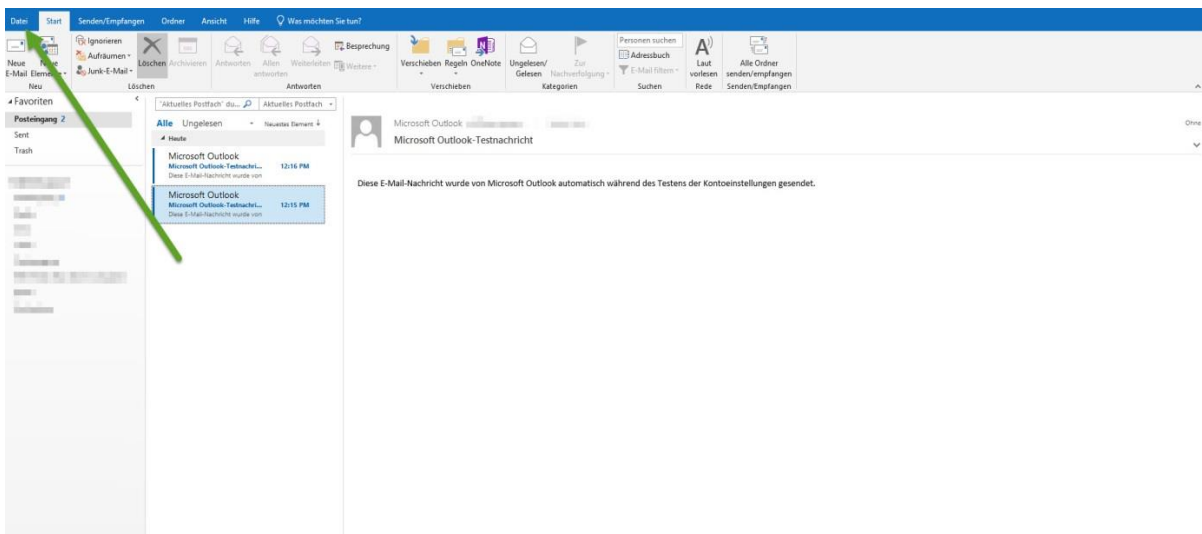 Datei Start Senden/Empfangen Ordner Ansicht Hilfe Was möchten Sie tun?
Neue E-Mail
Neue Elemente
Ignorieren
Aufräumen
Junk-E-Mail
Löschen
Archivieren
Antworten
Allen antworten
Weiterleiten
Besprechung
Weitere
Verschieben
Regeln
OneNote
Ungelesen/
Gelesen
Zur
Nachverfolgung
Personen suchen
Adressbuch
E-Mail filtern
Laut
vorlesen
Alle Ordner
senden/empfangen
Neu Löschen Antworten Verschieben Kategorien Suchen Rede Senden/Empfangen
Favoriten
Posteingang 2
Sent
Trash
"Aktuelles Postfach" du... Aktuelles Postfach
Alle Ungelesen Neuestes Element
Heute
Microsoft Outlook
Microsoft Outlook-Testnachri... 12:16 PM
Diese E-Mail-Nachricht wurde von
Microsoft Outlook
Microsoft Outlook-Testnachri... 12:15 PM
Diese E-Mail-Nachricht wurde von
Microsoft Outlook
Ohne
Microsoft Outlook-Testnachricht
Diese E-Mail-Nachricht wurde von Microsoft Outlook automatisch während des Testens der Kontoeinstellungen gesendet.